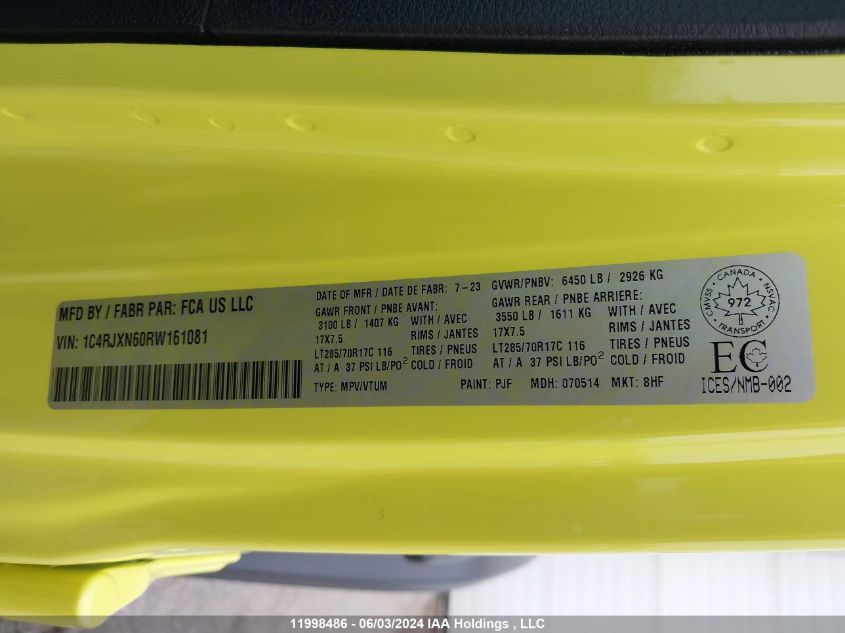 MFD BY / FABR PAR: FCA US LLC
VIN: 1C4RJXN60RW161081
DATE OF MFR / DATE DE FABR: 7-23
GAWR FRONT / PNBE AVANT:
3100 LB / 1407 KG WITH / AVEC
17X7.5 RIMS / JANTES
LT285/70R17C 116 TIRES / PNEUS
AT / A 37 PSI LB/PO2 COLD / FROID
GVWR/PNBV: 6450 LB / 2926 KG
GAWR REAR / PNBE ARRIERE:
3550 LB / 1611 KG WITH / AVEC
17X7.5 RIMS / JANTES
LT285/70R17C 116 TIRES / PNEUS
AT / A 37 PSI LB/PO2 COLD / FROID
TYPE: MPV/VTUM PAINT: PJF MDH: 070514 MKT: 8HF
CANADA
CMVSS NSVAC
972
TRANSPORT
EC
ICES/NMB-002
11998486 - 06/03/2024 IAA Holdings , LLC